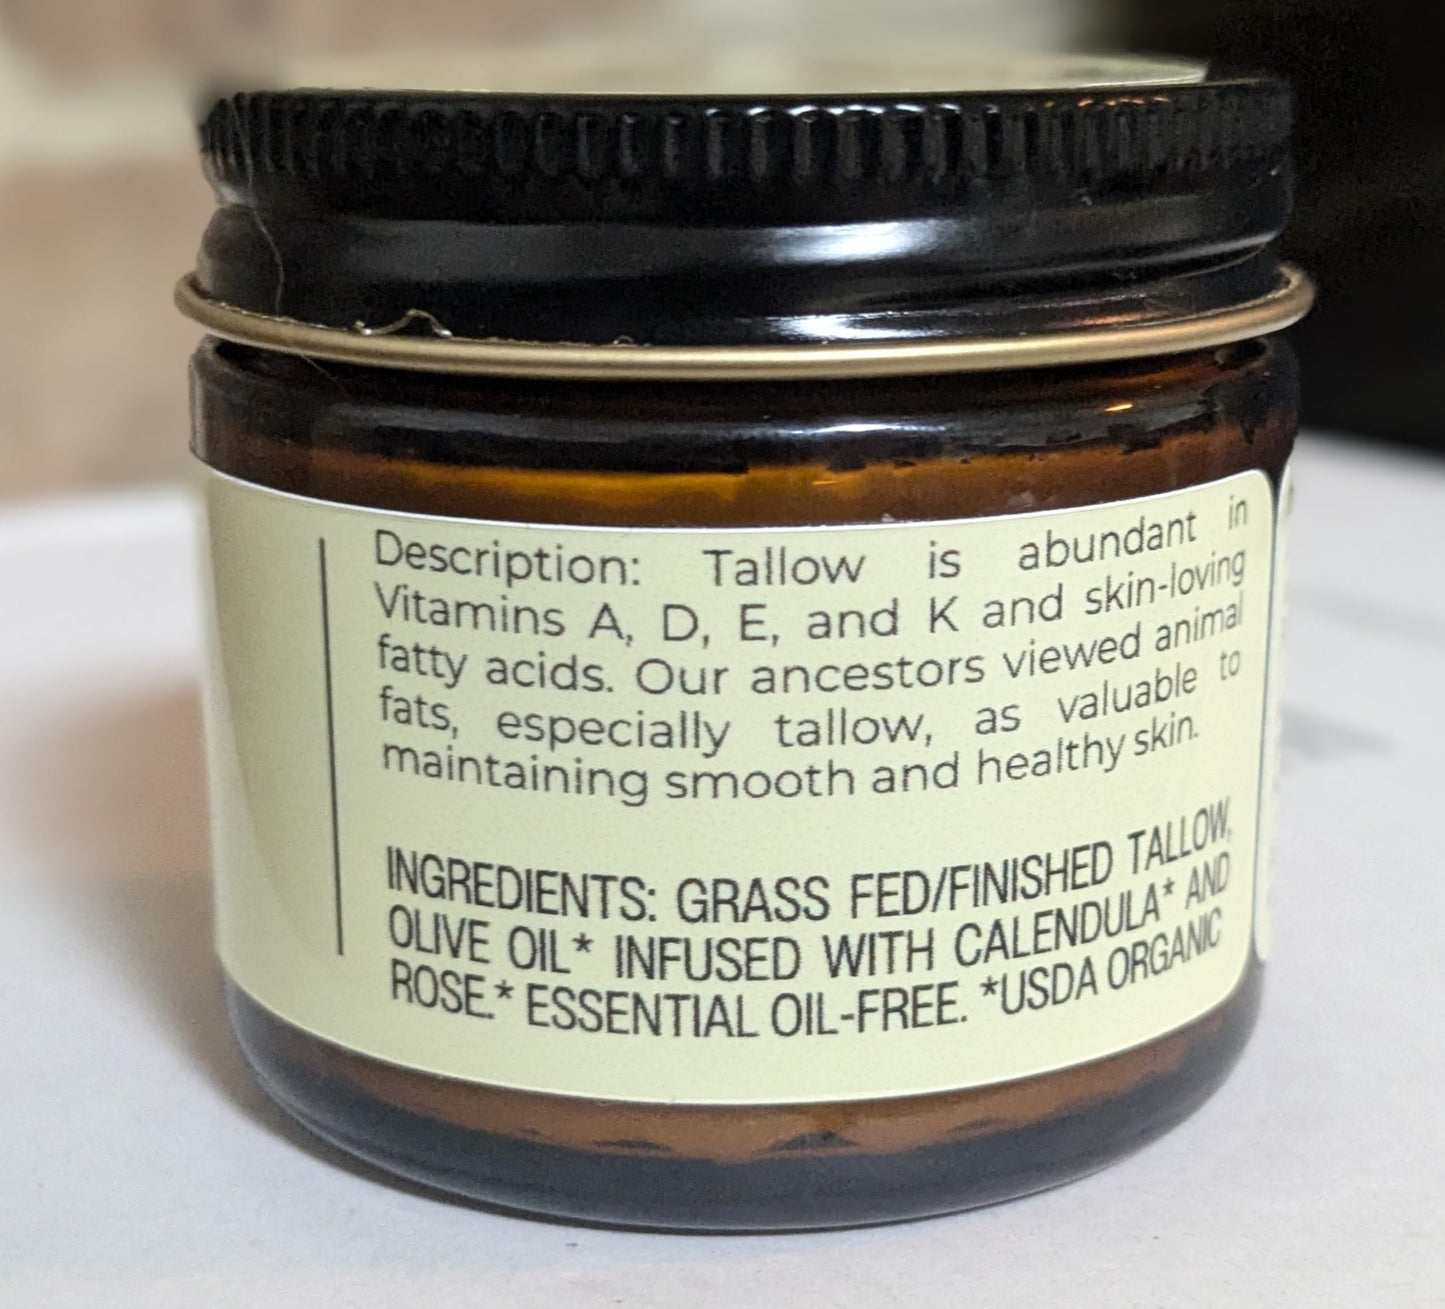 Description: Tallow is abundant in
Vitamins A, D, E, and K and skin-loving
fatty acids. Our ancestors viewed animal
fats, especially tallow, as valuable to
maintaining smooth and healthy skin.
INGREDIENTS: GRASS FED/FINISHED TALLOW,
OLIVE OIL* INFUSED WITH CALENDULA* AND
ROSE.* ESSENTIAL OIL-FREE. *USDA ORGANIC